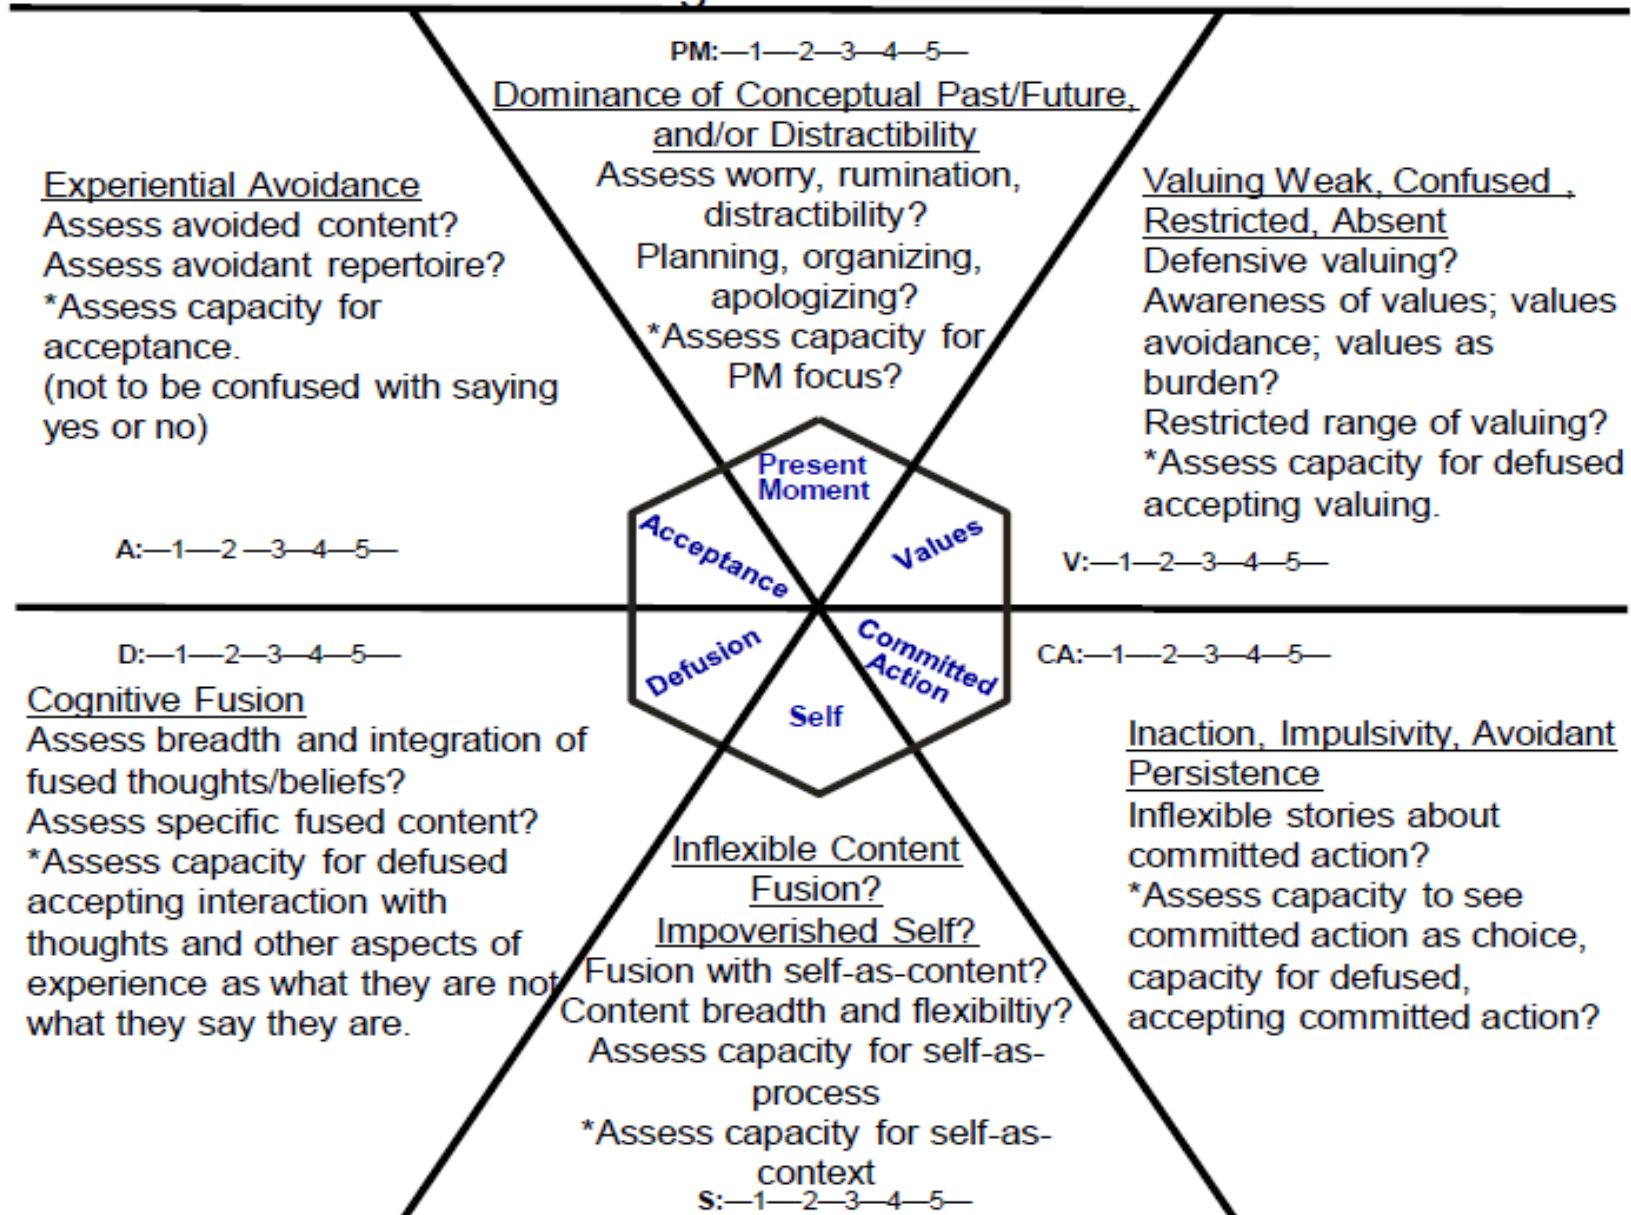 PM:—1—2—3—4—5—
Dominance of Conceptual Past/Future,
and/or Distractibility
Assess worry, rumination,
distractibility?
Planning, organizing,
apologizing?
*Assess capacity for
PM focus?
Experiential Avoidance
Assess avoided content?
Assess avoidant repertoire?
*Assess capacity for
acceptance.
(not to be confused with saying
yes or no)
A:—1—2—3—4—5—
Valuing Weak, Confused ,
Restricted, Absent
Defensive valuing?
Awareness of values; values
avoidance; values as
burden?
Restricted range of valuing?
*Assess capacity for defused
accepting valuing.
V:—1—2—3—4—5—
Present
Moment
Acceptance
Values
Defusion
Committed
Action
Self
D:—1—2—3—4—5—
Cognitive Fusion
Assess breadth and integration of
fused thoughts/beliefs?
Assess specific fused content?
*Assess capacity for defused
accepting interaction with
thoughts and other aspects of
experience as what they are not
what they say they are.
Inflexible Content
Fusion?
Impoverished Self?
Fusion with self-as-content?
Content breadth and flexibiltiy?
Assess capacity for self-as-
process
*Assess capacity for self-as-
context
S:—1—2—3—4—5—
CA:—1—2—3—4—5—
Inaction, Impulsivity, Avoidant
Persistence
Inflexible stories about
committed action?
*Assess capacity to see
committed action as choice,
capacity for defused,
accepting committed action?